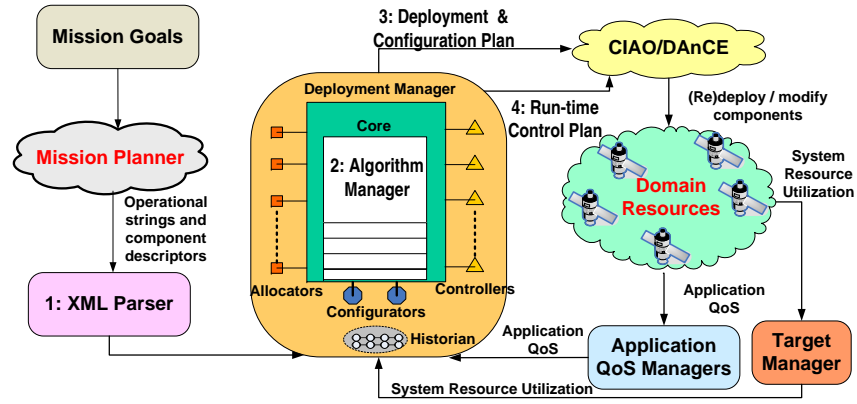 Mission Goals
Mission Planner
Operational
strings and
component
descriptors
1: XML Parser
3: Deployment &
Configuration Plan
Deployment Manager
Core
2: Algorithm
Manager
Allocators
Configurators
Controllers
Historian
CIAO/DAnCE
4: Run-time
Control Plan
(Re)deploy / modify
components
Domain
Resources
System
Resource
Utilization
Application
QoS
Application
QoS
Application
QoS Managers
Target
Manager
System Resource Utilization